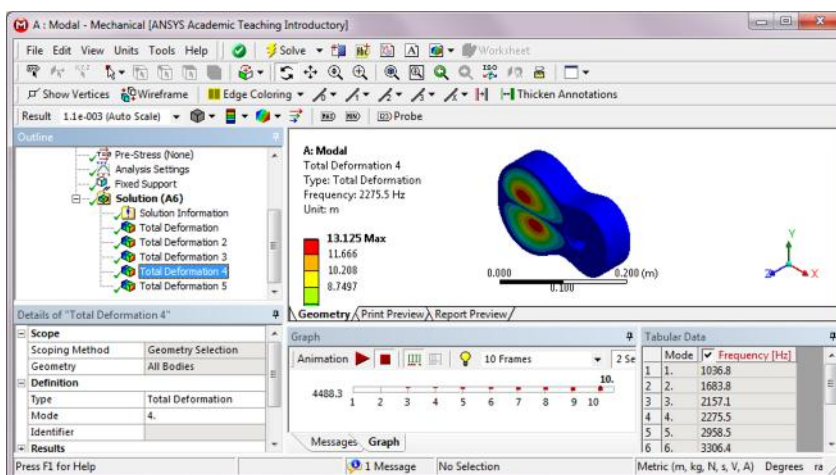 A : Modal - Mechanical [ANSYS Academic Teaching Introductory]
File Edit View Units Tools Help Solve Worksheet
Show Vertices Wireframe Edge Coloring Thicken Annotations
Result 1.1e-003 (Auto Scale) Probe
Outline
Pre-Stress (None)
Analysis Settings
Fixed Support
Solution (A6)
Solution Information
Total Deformation
Total Deformation 2
Total Deformation 3
Total Deformation 4
Total Deformation 5
A: Modal
Total Deformation 4
Type: Total Deformation
Frequency: 2275.5 Hz
Unit: m
13.125 Max
11.666
10.208
8.7497
0.000 0.200 (m)
0.100
Y
Z X
Geometry Print Preview Report Preview
Details of "Total Deformation 4"
Scope
Scoping Method Geometry Selection
Geometry All Bodies
Definition
Type Total Deformation
Mode 4.
Identifier
Results
Graph
Animation 10 Frames 2 Se
10.
4488.3
1 2 3 4 5 6 7 8 9 10
Messages Graph
Tabular Data
Mode Frequency [Hz]
1 1. 1036.8
2 2. 1683.8
3 3. 2157.1
4 4. 2275.5
5 5. 2958.5
6 6. 3306.4
Press F1 for Help 1 Message No Selection Metric (m, kg, N, s, V, A) Degrees